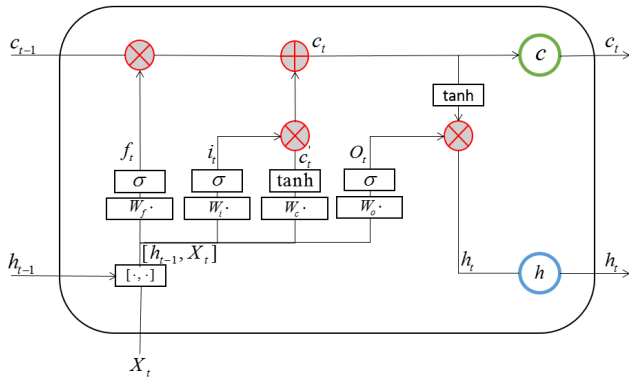 c_{t-1} c_t c c_t
tanh
f_t i_t c_t' O_t
σ σ tanh σ
W_f· W_i· W_c· W_o·
[h_{t-1}, X_t]
h_{t-1} [·,·] h_t h h_t
X_t